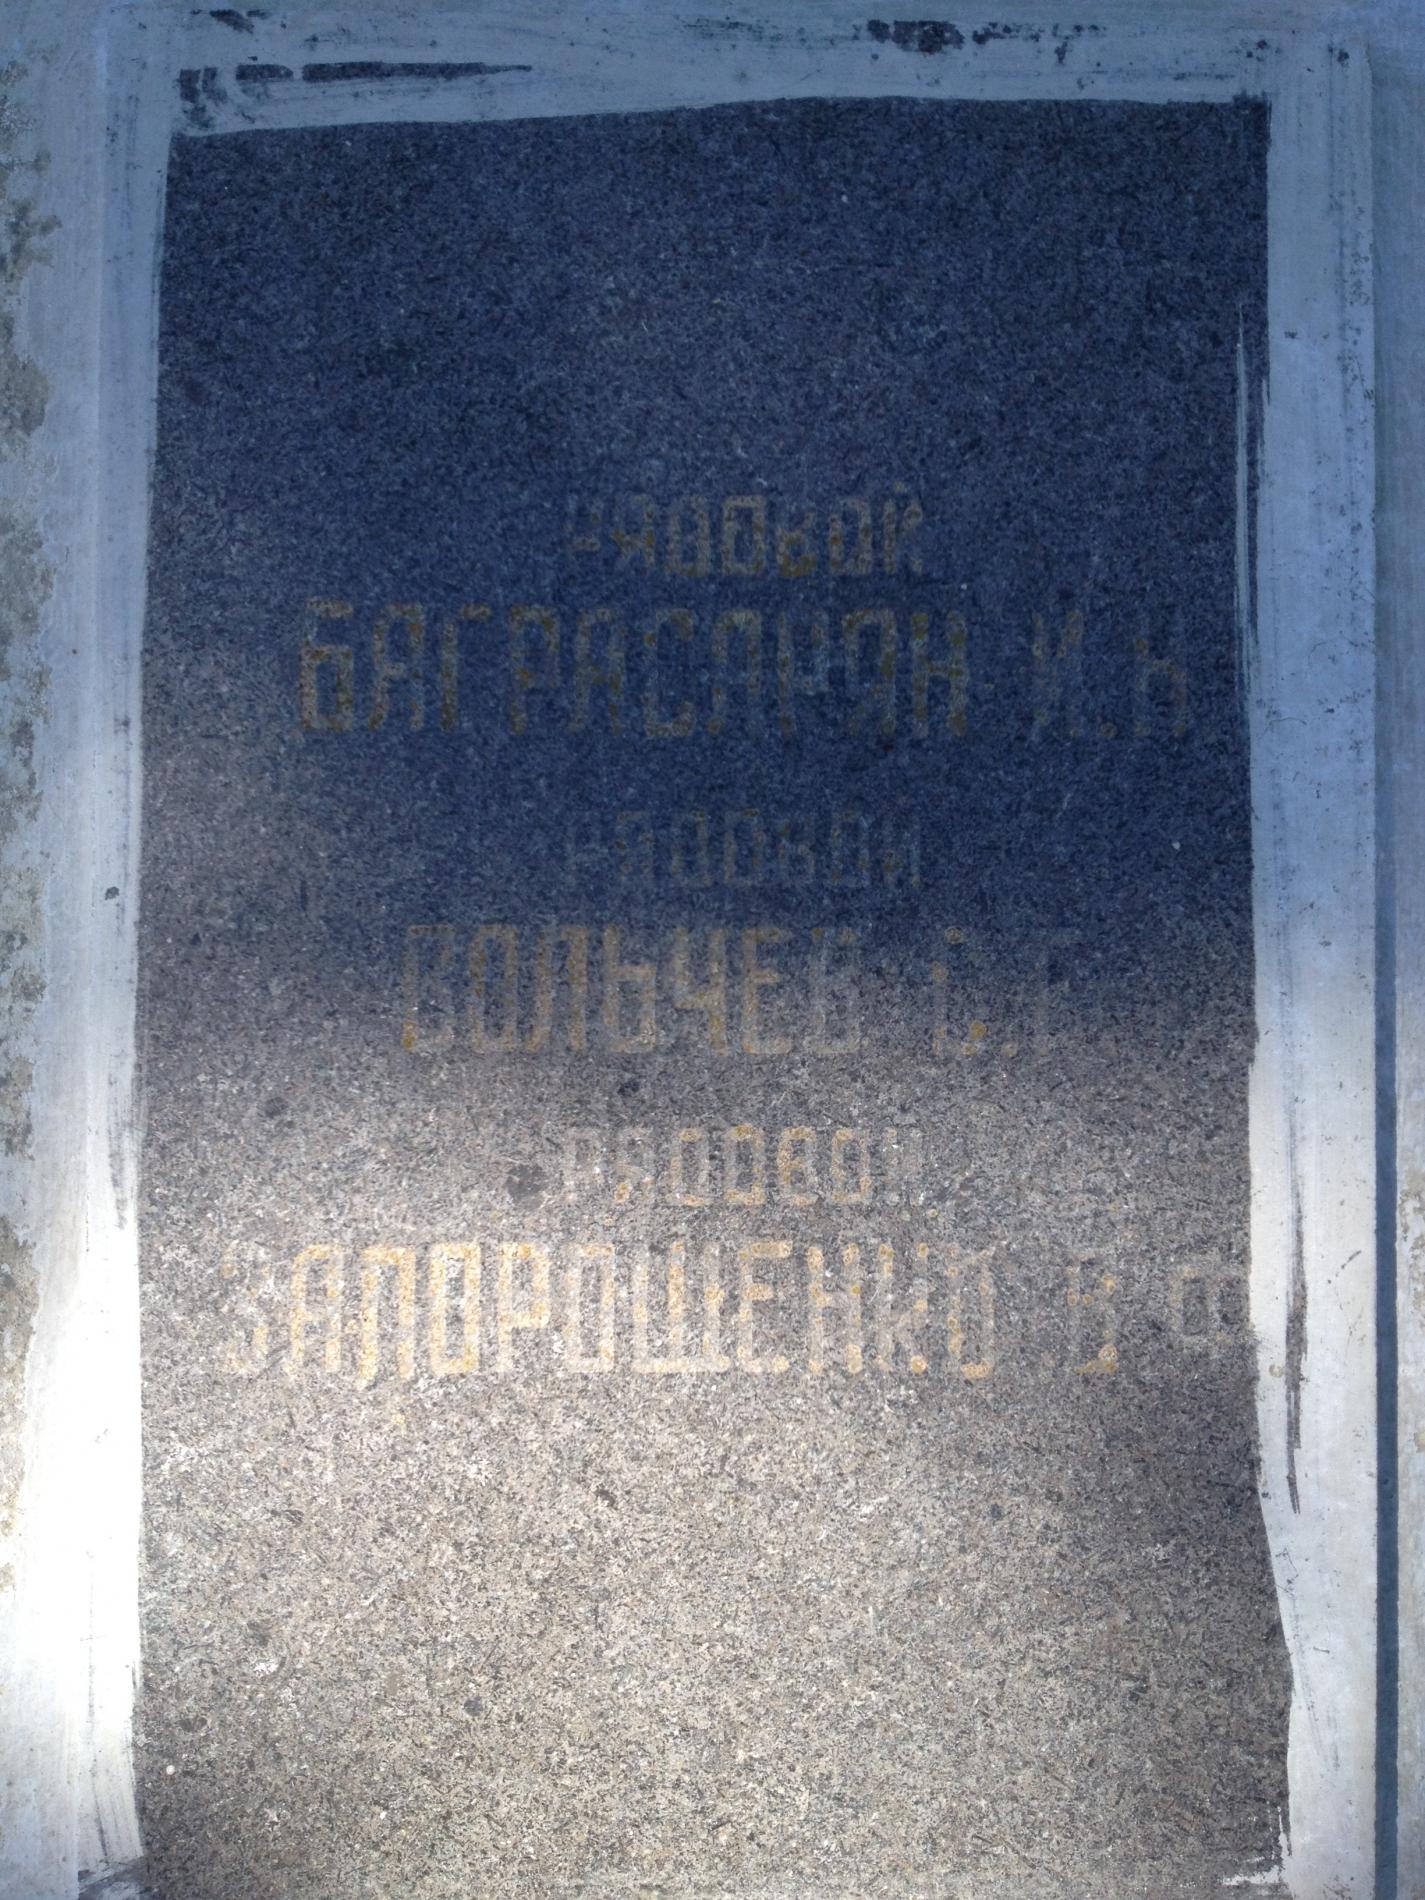 РЯДОВОЙ
БАГРАСАРЯН И.Н.
РЯДОВОЙ
ВОЛЬЧЕВ І.Г.
РЯДОВОЙ
ЗАПОРОЩЕНКО В Ф